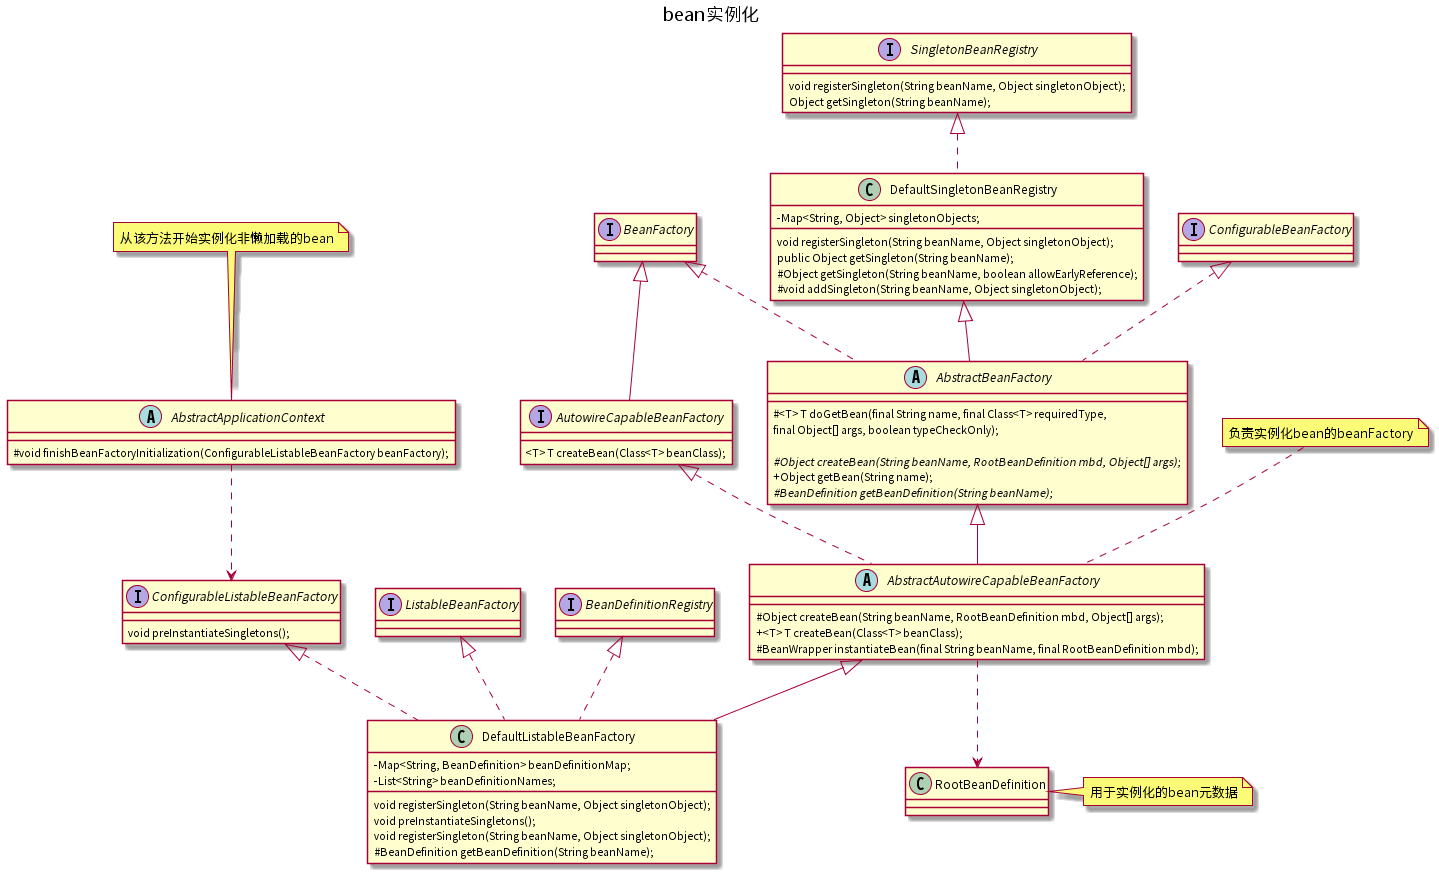 bean实例化
I SingletonBeanRegistry
void registerSingleton(String beanName, Object singletonObject);
Object getSingleton(String beanName);
C DefaultSingletonBeanRegistry
-Map<String, Object> singletonObjects;
void registerSingleton(String beanName, Object singletonObject);
public Object getSingleton(String beanName);
#Object getSingleton(String beanName, boolean allowEarlyReference);
#void addSingleton(String beanName, Object singletonObject);
从该方法开始实例化非懒加载的bean
I BeanFactory
I ConfigurableBeanFactory
A AbstractBeanFactory
#<T> T doGetBean(final String name, final Class<T> requiredType,
final Object[] args, boolean typeCheckOnly);
#Object createBean(String beanName, RootBeanDefinition mbd, Object[] args);
+Object getBean(String name);
#BeanDefinition getBeanDefinition(String beanName);
A AbstractApplicationContext
#void finishBeanFactoryInitialization(ConfigurableListableBeanFactory beanFactory);
I AutowireCapableBeanFactory
<T> T createBean(Class<T> beanClass);
负责实例化bean的beanFactory
I ConfigurableListableBeanFactory
void preInstantiateSingletons();
I ListableBeanFactory
I BeanDefinitionRegistry
A AbstractAutowireCapableBeanFactory
#Object createBean(String beanName, RootBeanDefinition mbd, Object[] args);
+<T> T createBean(Class<T> beanClass);
#BeanWrapper instantiateBean(final String beanName, final RootBeanDefinition mbd);
C DefaultListableBeanFactory
-Map<String, BeanDefinition> beanDefinitionMap;
-List<String> beanDefinitionNames;
void registerSingleton(String beanName, Object singletonObject);
void preInstantiateSingletons();
void registerSingleton(String beanName, Object singletonObject);
#BeanDefinition getBeanDefinition(String beanName);
C RootBeanDefinition
用于实例化的bean元数据